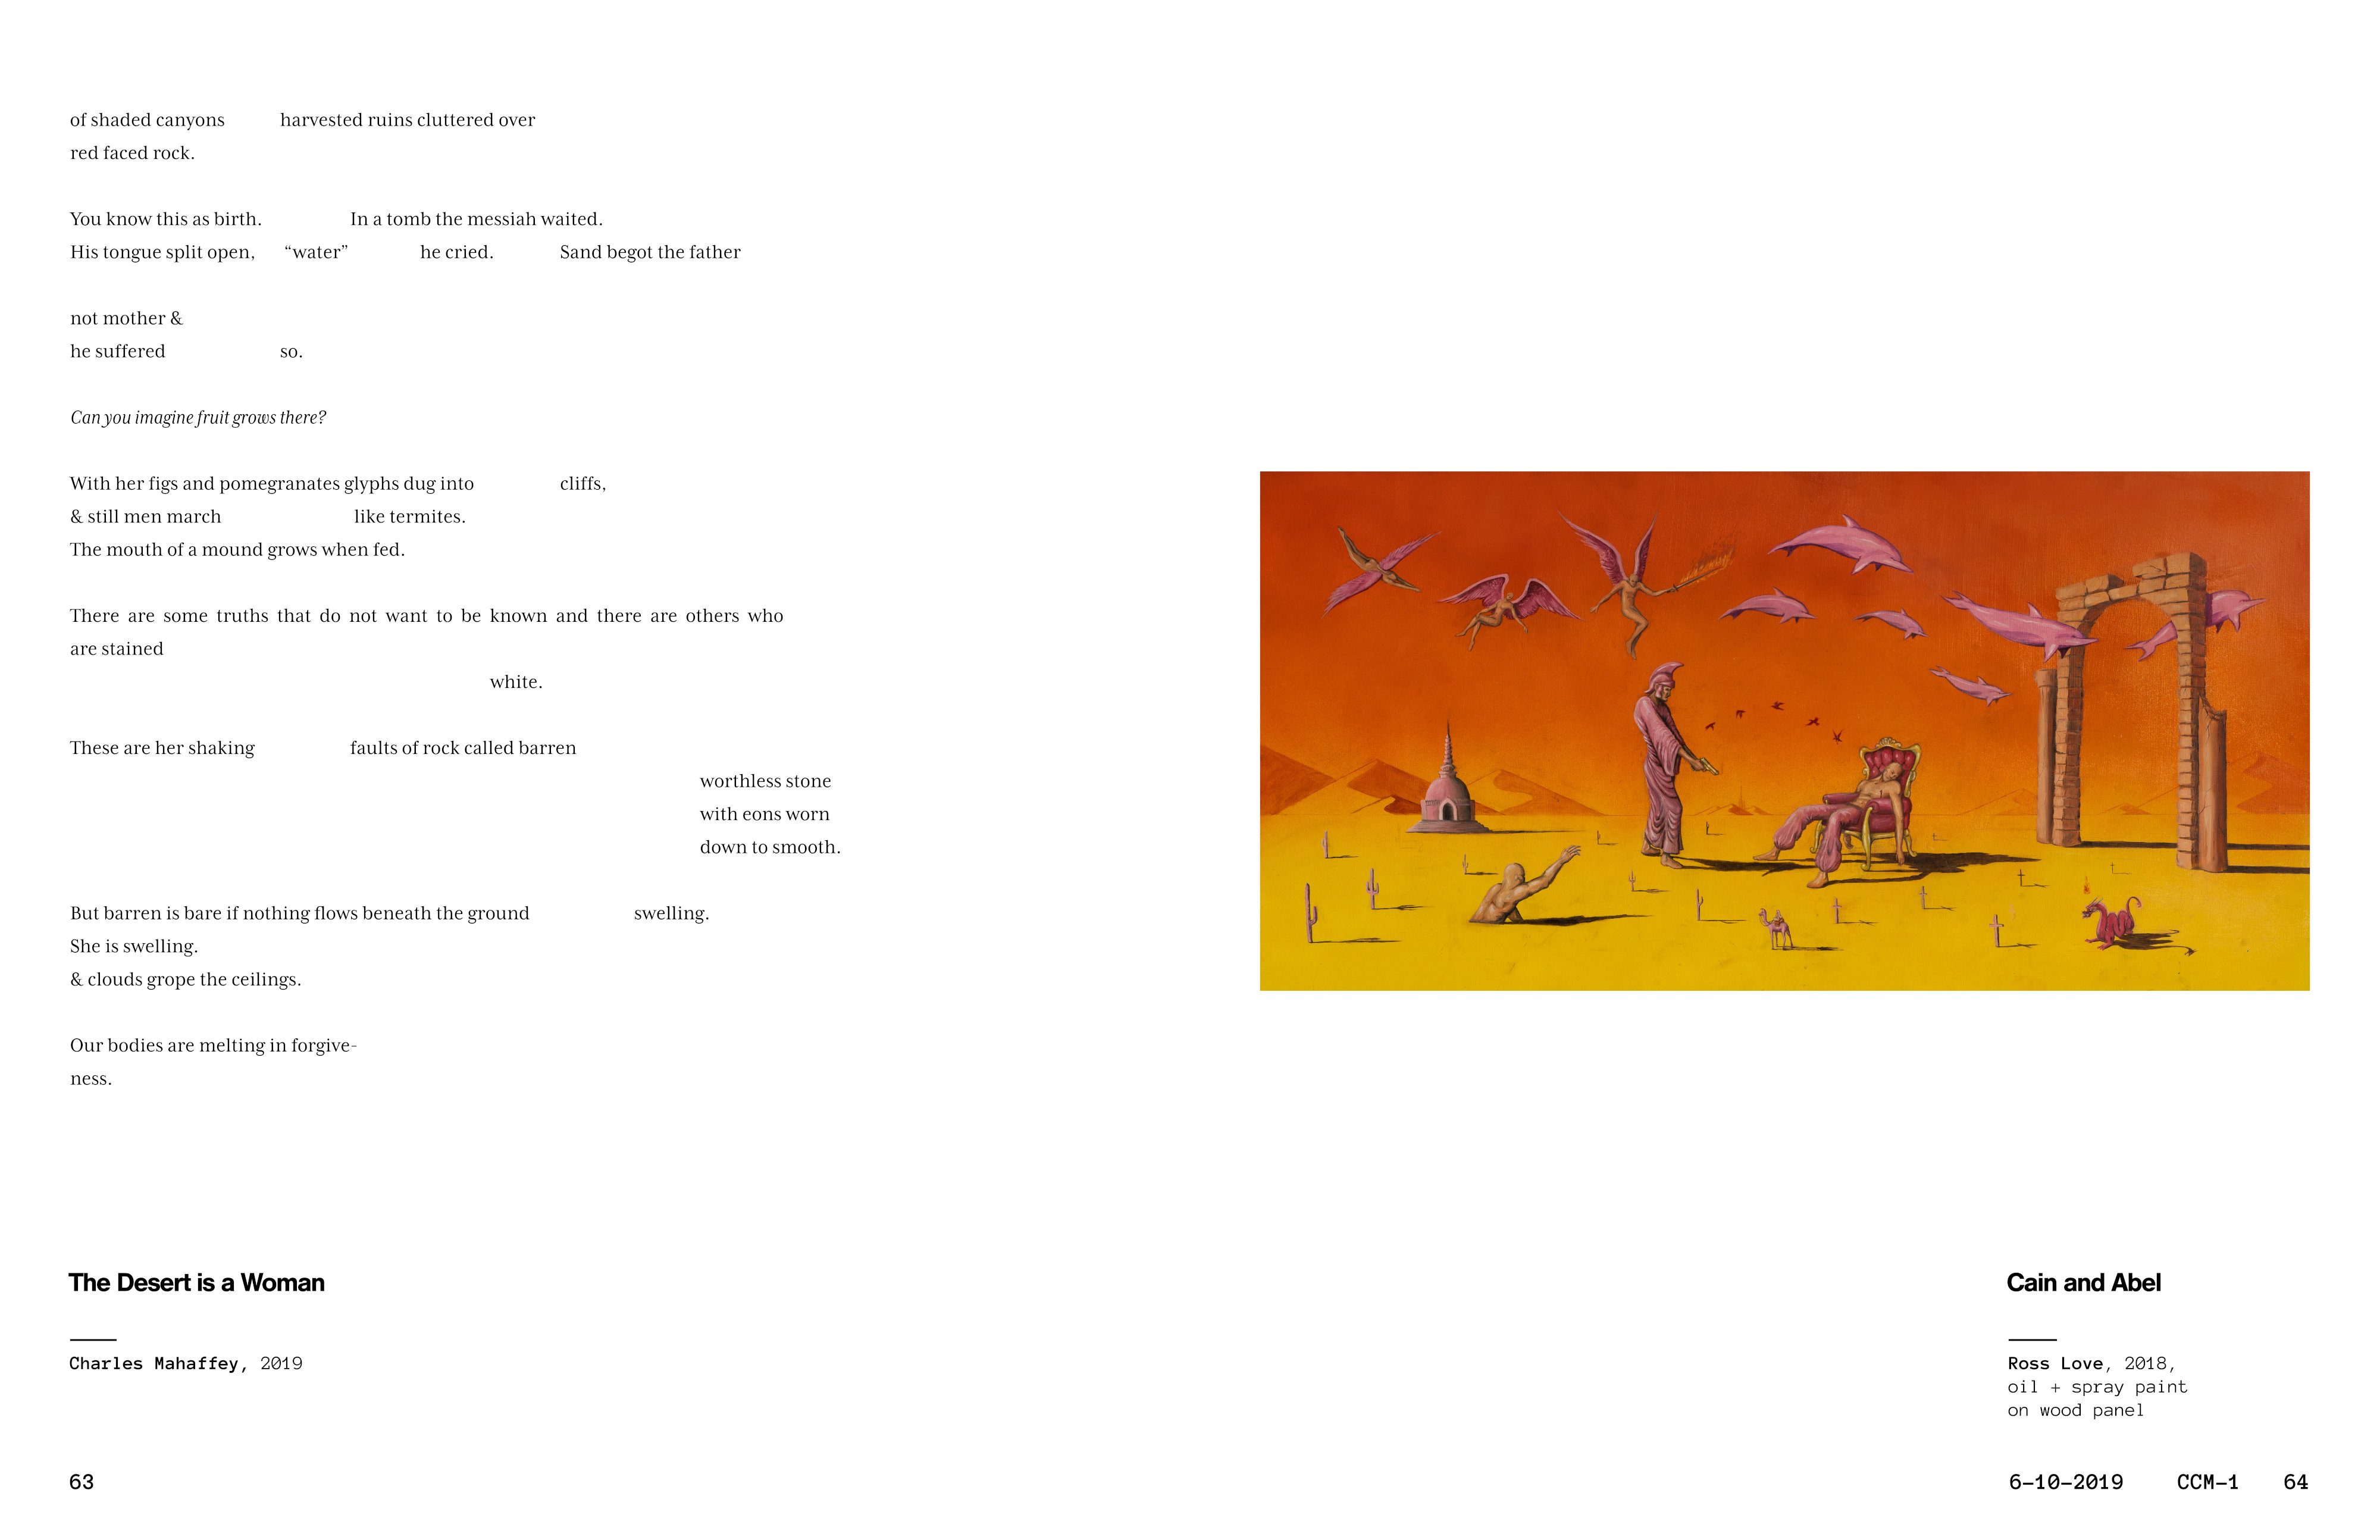 of shaded canyons harvested ruins cluttered over
red faced rock.
You know this as birth. In a tomb the messiah waited.
His tongue split open, “water” he cried. Sand begot the father
not mother &
he suffered so.
Can you imagine fruit grows there?
With her figs and pomegranates glyphs dug into cliffs,
& still men march like termites.
The mouth of a mound grows when fed.
There are some truths that do not want to be known and there are others who
are stained
white.
These are her shaking faults of rock called barren
worthless stone
with eons worn
down to smooth.
But barren is bare if nothing flows beneath the ground swelling.
She is swelling.
& clouds grope the ceilings.
Our bodies are melting in forgive-
ness.
The Desert is a Woman
Charles Mahaffey, 2019
63
Cain and Abel
Ross Love, 2018,
oil + spray paint
on wood panel
6–10–2019 CCM–1 64